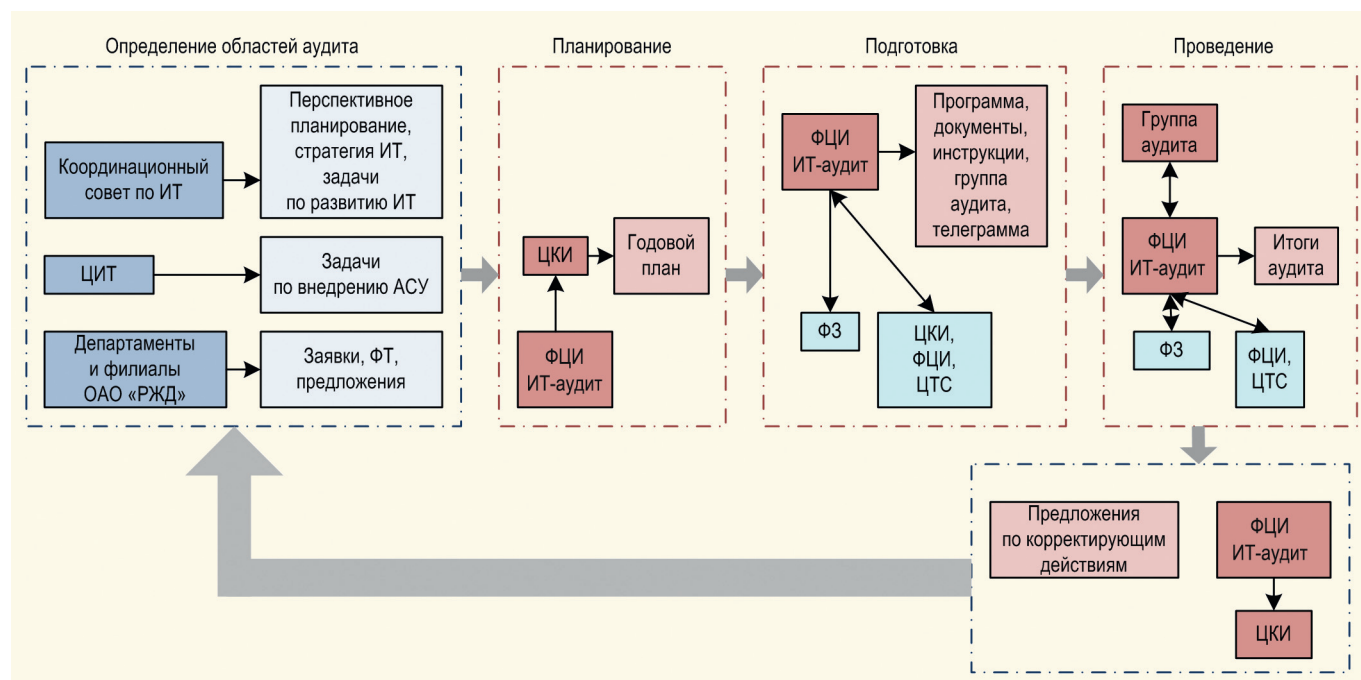 Определение областей аудита
Координационный
совет по ИТ
Перспективное
планирование,
стратегия ИТ,
задачи
по развитию ИТ
ЦИТ
Задачи
по внедрению АСУ
Департаменты
и филиалы
ОАО «РЖД»
Заявки, ФТ,
предложения
Планирование
ЦКИ
Годовой
план
ФЦИ
ИТ-аудит
Подготовка
ФЦИ
ИТ-аудит
Программа,
документы,
инструкции,
группа
аудита,
телеграмма
ФЗ
ЦКИ,
ФЦИ,
ЦТС
Проведение
Группа
аудита
ФЦИ
ИТ-аудит
Итоги
аудита
ФЗ
ФЦИ,
ЦТС
Предложения
по корректирующим
действиям
ФЦИ
ИТ-аудит
ЦКИ